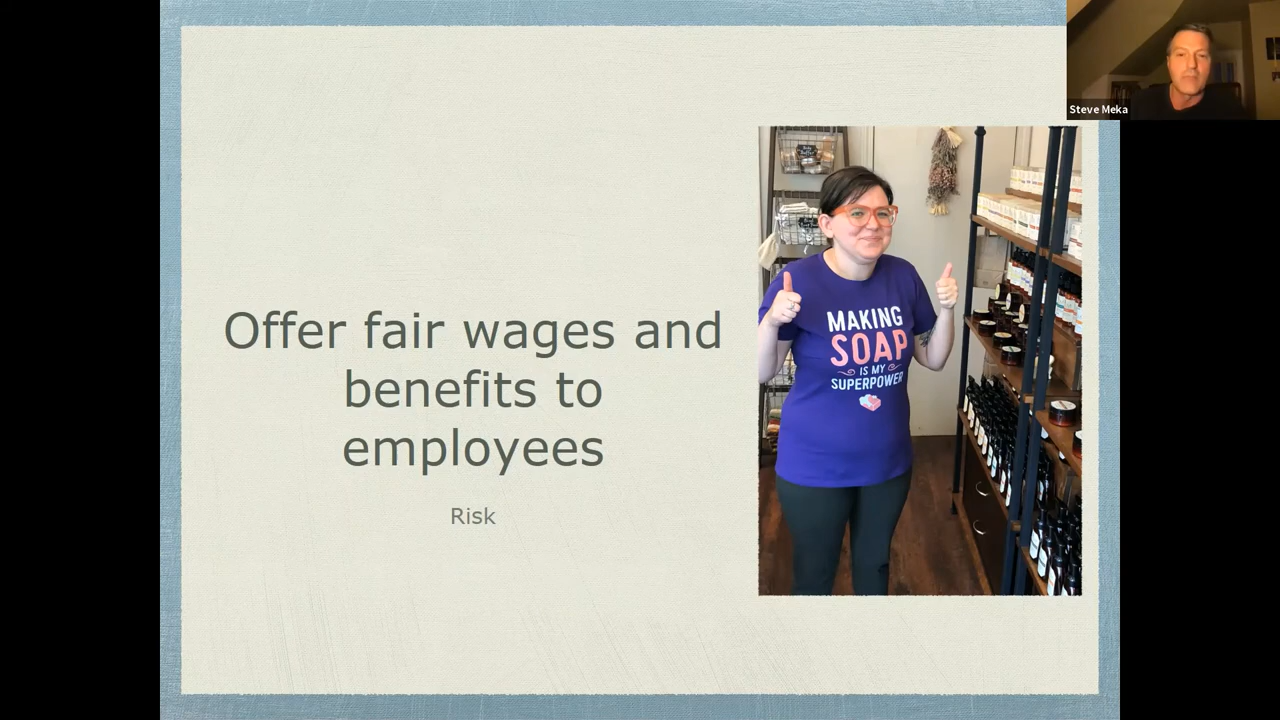 Steve Meka
Offer fair wages and
benefits to
employees
Risk
MAKING
SOAP
IS MY
SUPERPOWER